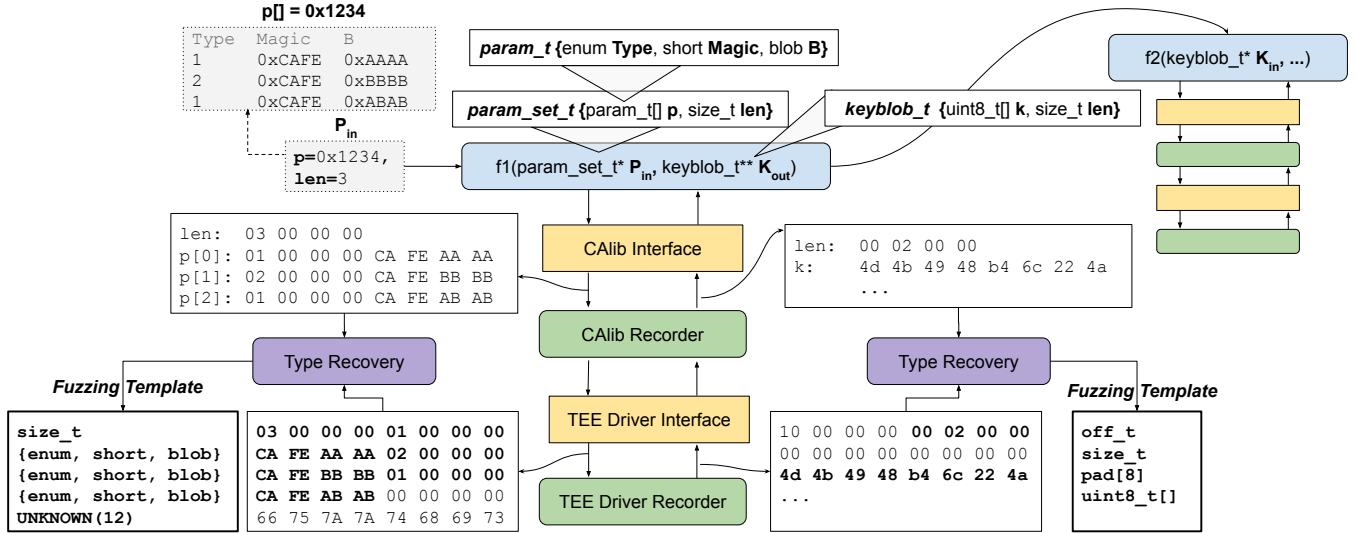 p[] = 0x1234
Type Magic B
1 0xCAFE 0xAAAA
2 0xCAFE 0xBBBB
1 0xCAFE 0xABAB
P_in
p=0x1234,
len=3
param_t {enum Type, short Magic, blob B}
param_set_t {param_t[] p, size_t len}
keyblob_t {uint8_t[] k, size_t len}
f1(param_set_t* P_in, keyblob_t** K_out)
f2(keyblob_t* K_in, ...)
len: 03 00 00 00
p[0]: 01 00 00 00 CA FE AA AA
p[1]: 02 00 00 00 CA FE BB BB
p[2]: 01 00 00 00 CA FE AB AB
CAlib Interface
len: 00 02 00 00
k: 4d 4b 49 48 b4 6c 22 4a
...
CAlib Recorder
Type Recovery
Type Recovery
Fuzzing Template
size_t
{enum, short, blob}
{enum, short, blob}
{enum, short, blob}
UNKNOWN(12)
03 00 00 00 01 00 00 00
CA FE AA AA 02 00 00 00
CA FE BB BB 01 00 00 00
CA FE AB AB 00 00 00 00
66 75 7A 7A 74 68 69 73
TEE Driver Interface
TEE Driver Recorder
10 00 00 00 00 02 00 00
00 00 00 00 00 00 00 00
4d 4b 49 48 b4 6c 22 4a
...
Fuzzing Template
off_t
size_t
pad[8]
uint8_t[]